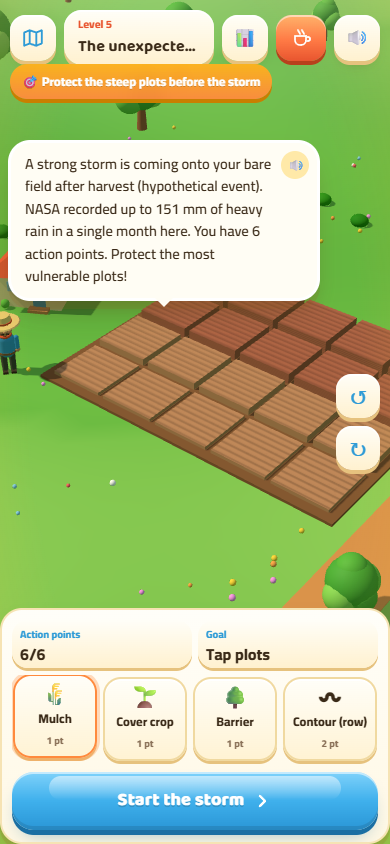 Level 5
The unexpecte...
Protect the steep plots before the storm
A strong storm is coming onto your bare
field after harvest (hypothetical event).
NASA recorded up to 151 mm of heavy
rain in a single month here. You have 6
action points. Protect the most
vulnerable plots!
Action points
6/6
Goal
Tap plots
Mulch
1 pt
Cover crop
1 pt
Barrier
1 pt
Contour (row)
2 pt
Start the storm